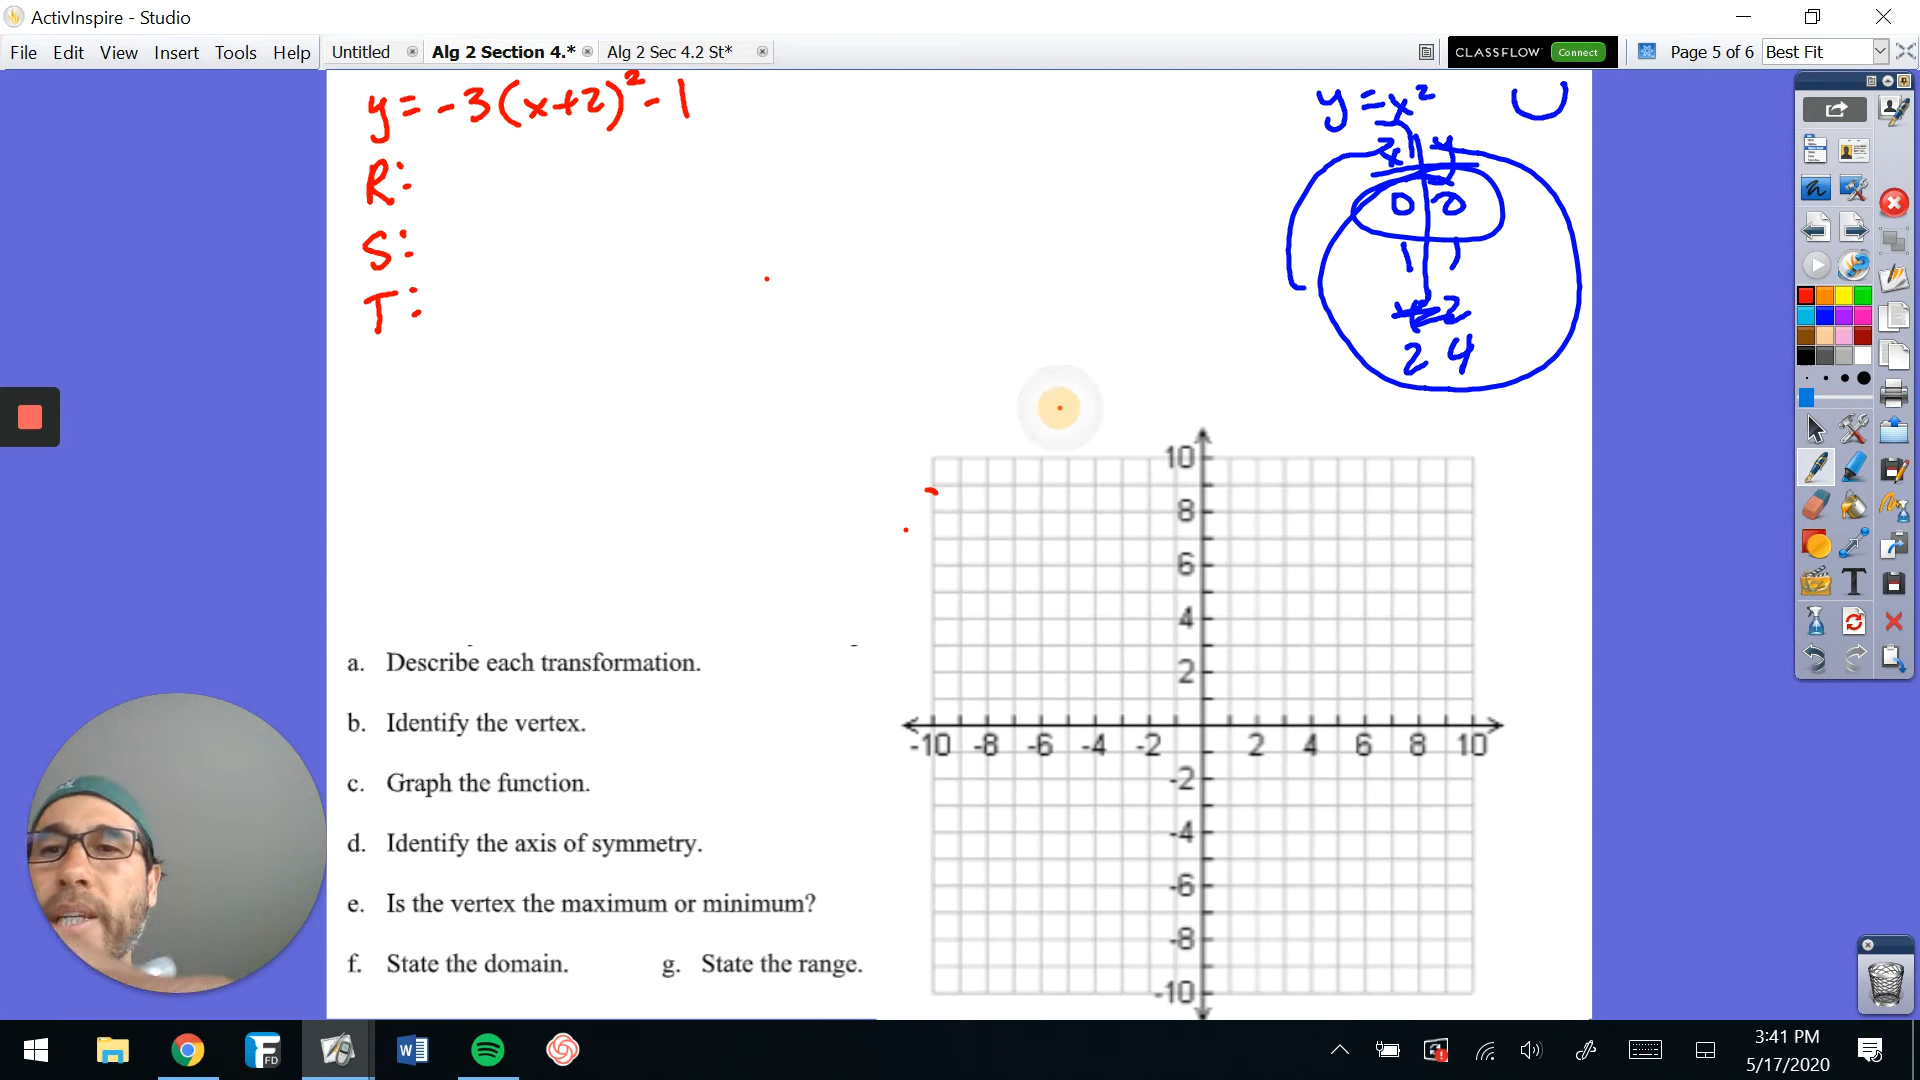 ActivInspire - Studio
File Edit View Insert Tools Help
Untitled Alg 2 Section 4.* Alg 2 Sec 4.2 St*
CLASSFLOW Connect
Page 5 of 6 Best Fit
y = -3(x+2)² - 1
R:
S:
T:
y = x²
x y
0 0
1 1
2 4
a. Describe each transformation.
b. Identify the vertex.
c. Graph the function.
d. Identify the axis of symmetry.
e. Is the vertex the maximum or minimum?
f. State the domain. g. State the range.
10
8
6
4
2
-10 -8 -6 -4 -2 2 4 6 8 10
-2
-4
-6
-8
-10
3:41 PM
5/17/2020